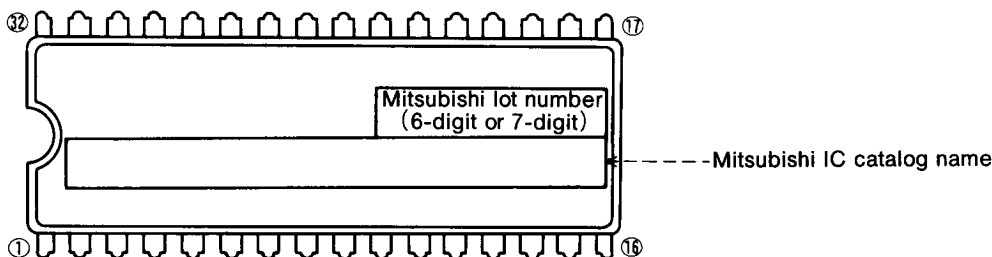 ㉜ ⑰
Mitsubishi lot number
(6-digit or 7-digit)
Mitsubishi IC catalog name
① ⑯